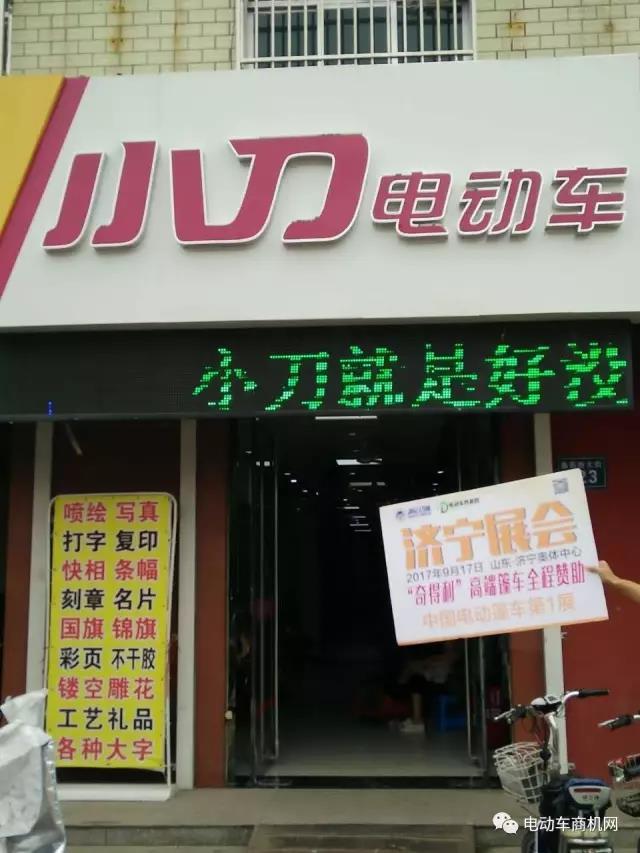 小刀电动车
小刀就是好没
济宁展会
2017年9月17日 山东·济宁奥体中心
“奇得利”高端篷车全程赞助
中国电动篷车第1展
喷绘 写真
打字 复印
快相 条幅
刻章 名片
国旗 锦旗
彩页 不干胶
镂空雕花
工艺礼品
各种大字
电动车商机网